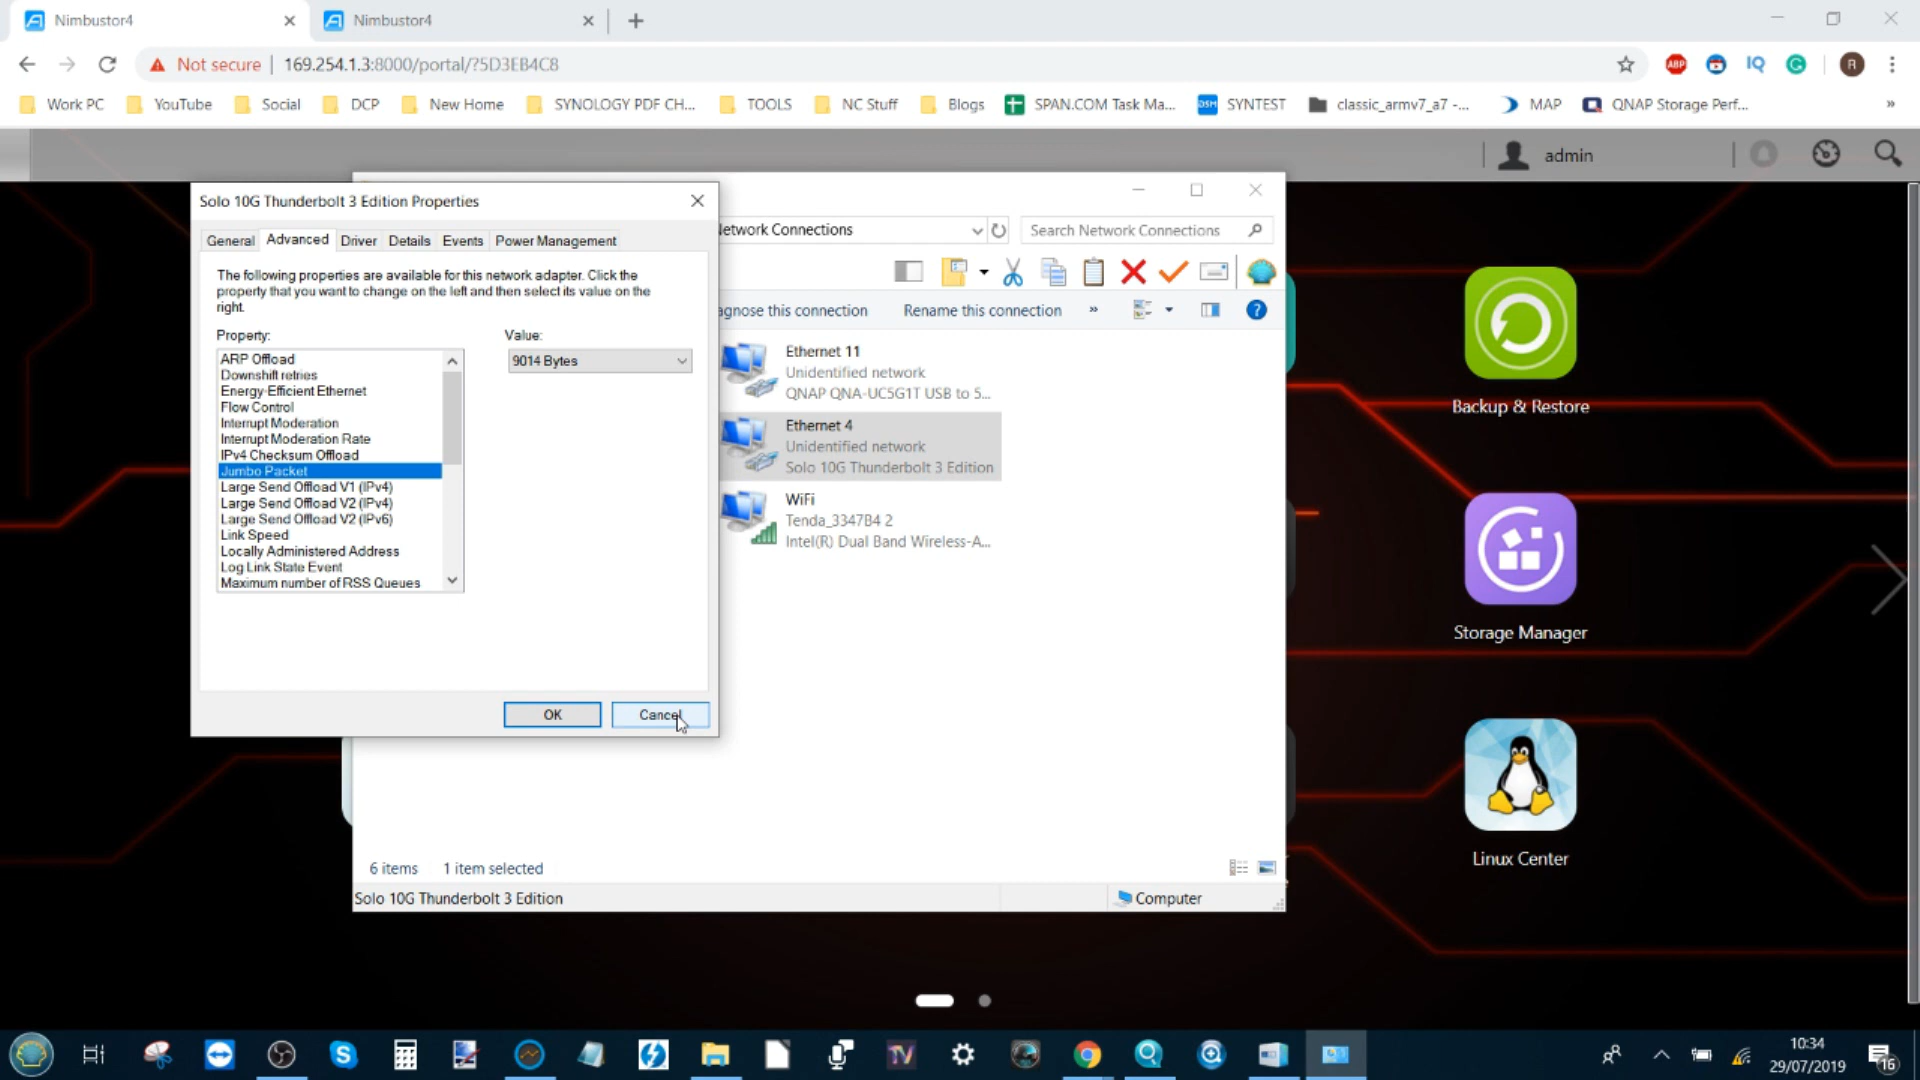 Nimbustor4
Nimbustor4
Not secure | 169.254.1.3:8000/portal/?5D3EB4C8
ABP
IQ
R
Work PC
YouTube
Social
DCP
New Home
SYNOLOGY PDF CH...
TOOLS
NC Stuff
Blogs
SPAN.COM Task Ma...
DSM
SYNTEST
classic_armv7_a7 -...
MAP
QNAP Storage Perf...
»
admin
Solo 10G Thunderbolt 3 Edition Properties
General
Advanced
Driver
Details
Events
Power Management
The following properties are available for this network adapter. Click the
property that you want to change on the left and then select its value on the
right.
Property:
Value:
ARP Offload
Downshift retries
Energy-Efficient Ethernet
Flow Control
Interrupt Moderation
Interrupt Moderation Rate
IPv4 Checksum Offload
Jumbo Packet
Large Send Offload V1 (IPv4)
Large Send Offload V2 (IPv4)
Large Send Offload V2 (IPv6)
Link Speed
Locally Administered Address
Log Link State Event
Maximum number of RSS Queues
9014 Bytes
OK
Cancel
Network Connections
Search Network Connections
agnose this connection
Rename this connection
»
Ethernet 11
Unidentified network
QNAP QNA-UC5G1T USB to 5...
Ethernet 4
Unidentified network
Solo 10G Thunderbolt 3 Edition
WiFi
Tenda_3347B4 2
Intel(R) Dual Band Wireless-A...
6 items
1 item selected
Solo 10G Thunderbolt 3 Edition
Computer
Backup & Restore
Storage Manager
Linux Center
TV
10:34
29/07/2019
16